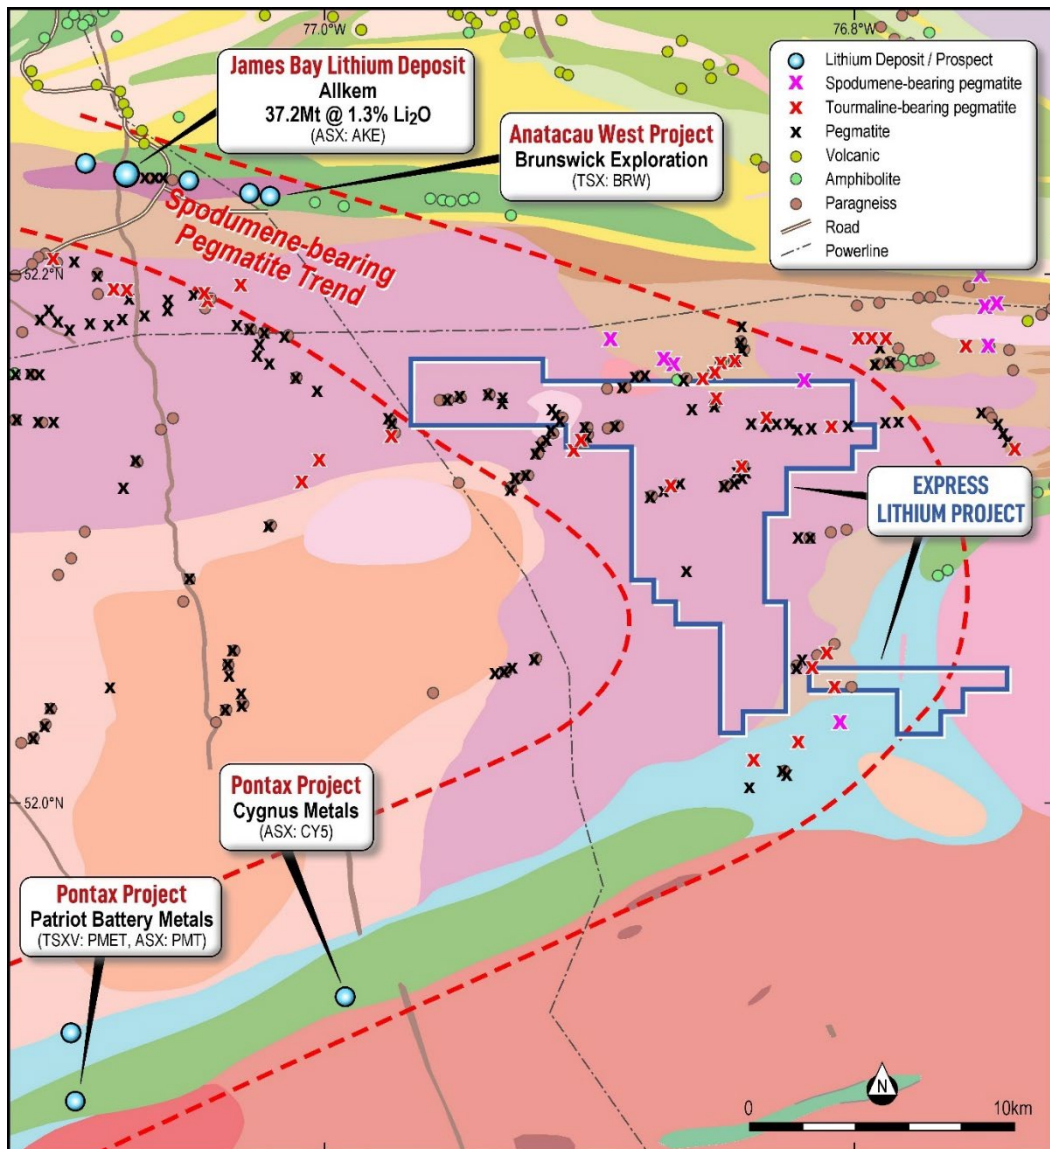 77.0°W
76.8°W
James Bay Lithium Deposit
Allkem
37.2Mt @ 1.3% Li₂O
(ASX: AKE)
Anatacau West Project
Brunswick Exploration
(TSX: BRW)
Lithium Deposit / Prospect
Spodumene-bearing pegmatite
Tourmaline-bearing pegmatite
Pegmatite
Volcanic
Amphibolite
Paragneiss
Road
Powerline
Spodumene-bearing
Pegmatite Trend
52.2°N
EXPRESS
LITHIUM PROJECT
52.0°N
Pontax Project
Cygnus Metals
(ASX: CY5)
Pontax Project
Patriot Battery Metals
(TSXV: PMET, ASX: PMT)
N
0
10km